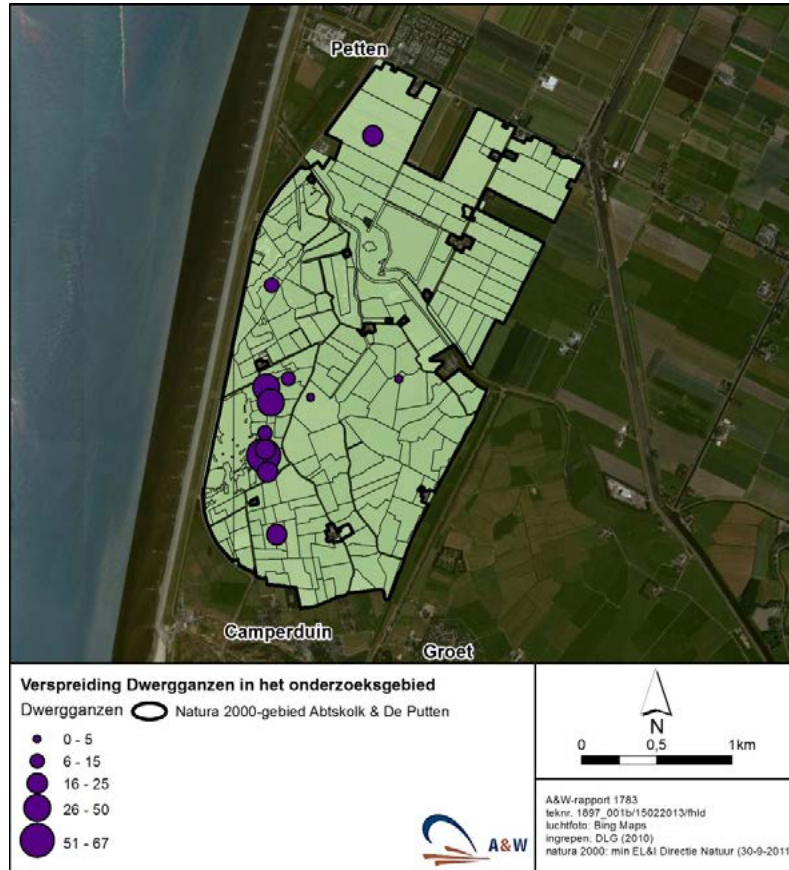 Petten
Camperduin
Groet
Verspreiding Dwergganzen in het onderzoeksgebied
Dwergganzen Natura 2000-gebied Abtskolk & De Putten
0 - 5
6 - 15
16 - 25
26 - 50
51 - 67
A&W
N
0 0,5 1km
A&W-rapport 1783
teknr. 1897_001b/15022013/fhld
luchtfoto: Bing Maps
ingrepen: DLG (2010)
natura 2000: min EL&I Directie Natuur (30-9-2011